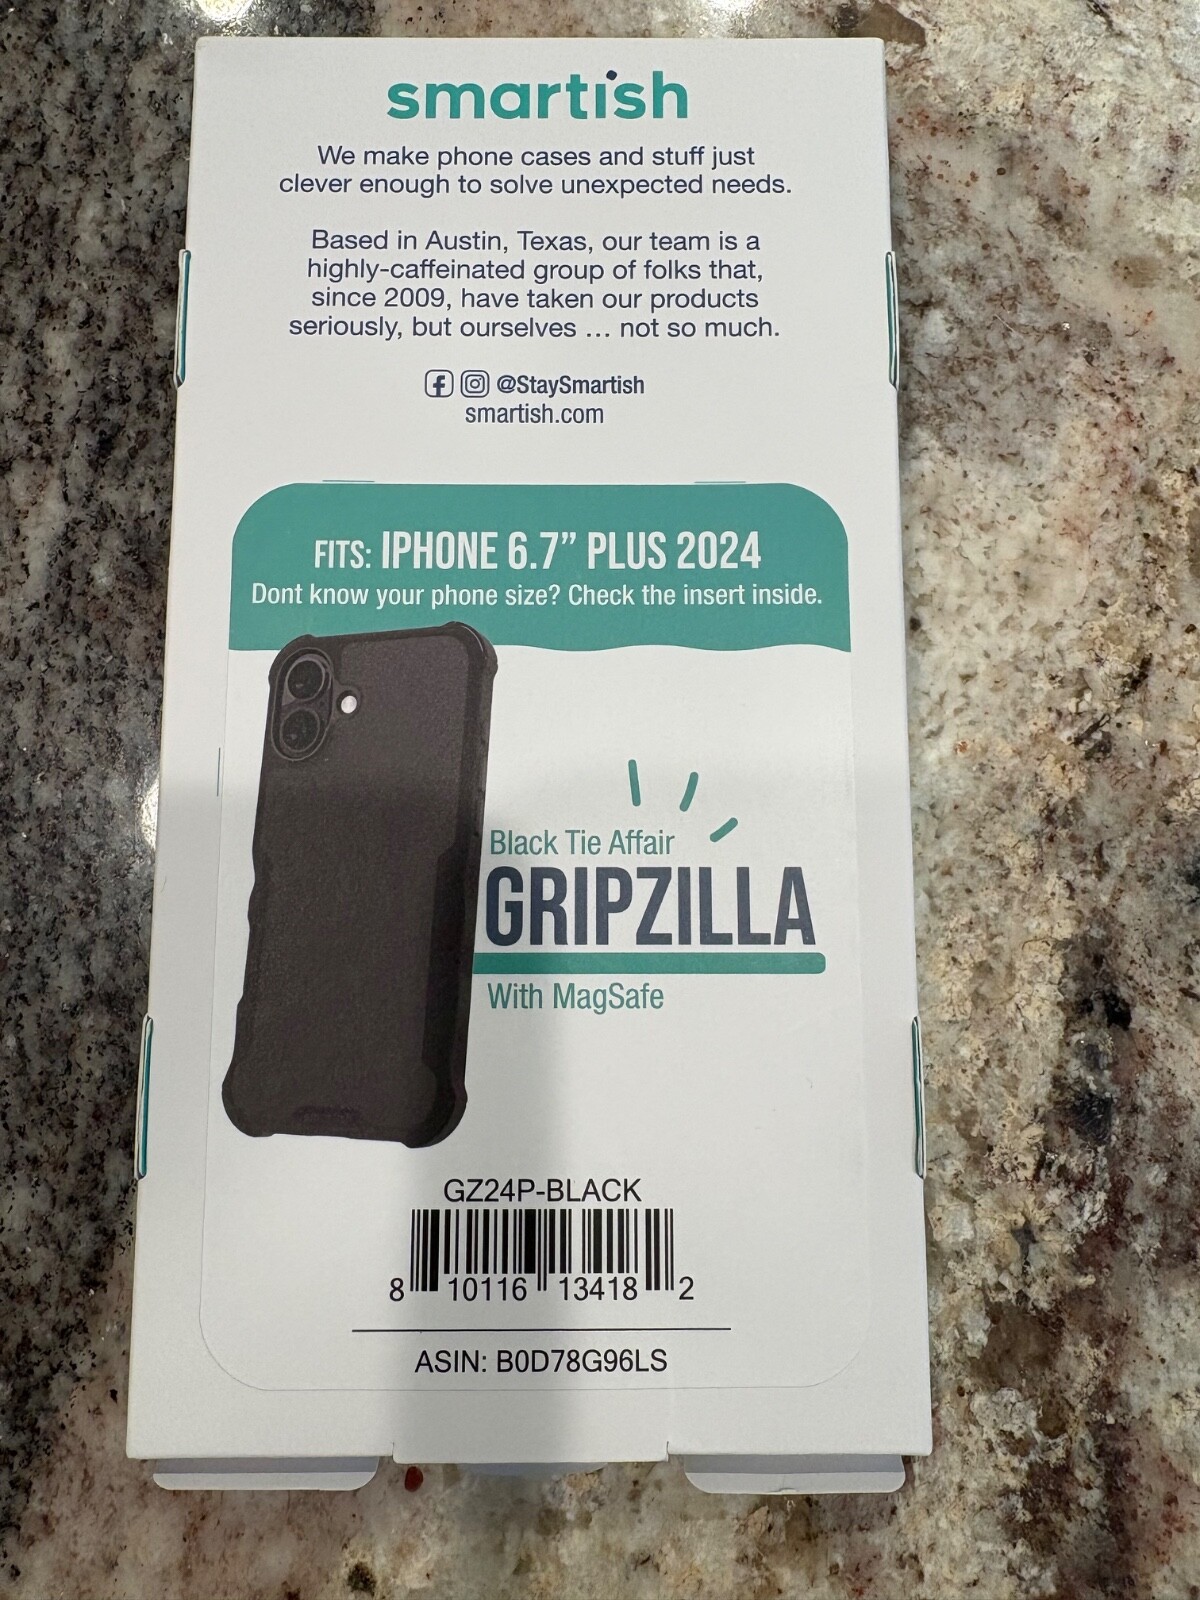 smartish
We make phone cases and stuff just
clever enough to solve unexpected needs.
Based in Austin, Texas, our team is a
highly-caffeinated group of folks that,
since 2009, have taken our products
seriously, but ourselves … not so much.
@StaySmartish
smartish.com
FITS: IPHONE 6.7” PLUS 2024
Dont know your phone size? Check the insert inside.
Black Tie Affair
GRIPZILLA
With MagSafe
GZ24P-BLACK
8 10116 13418 2
ASIN: B0D78G96LS